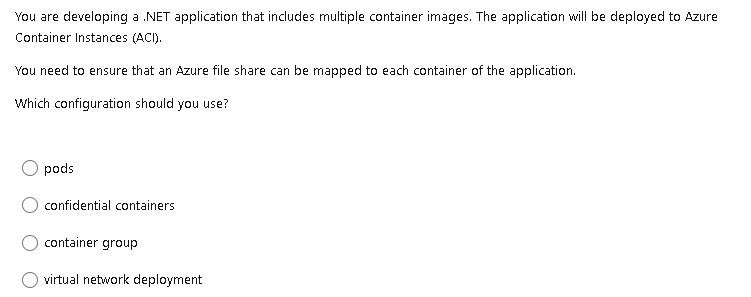 You are developing a .NET application that includes multiple container images. The application will be deployed to Azure
Container Instances (ACI).
You need to ensure that an Azure file share can be mapped to each container of the application.
Which configuration should you use?
pods
confidential containers
container group
virtual network deployment